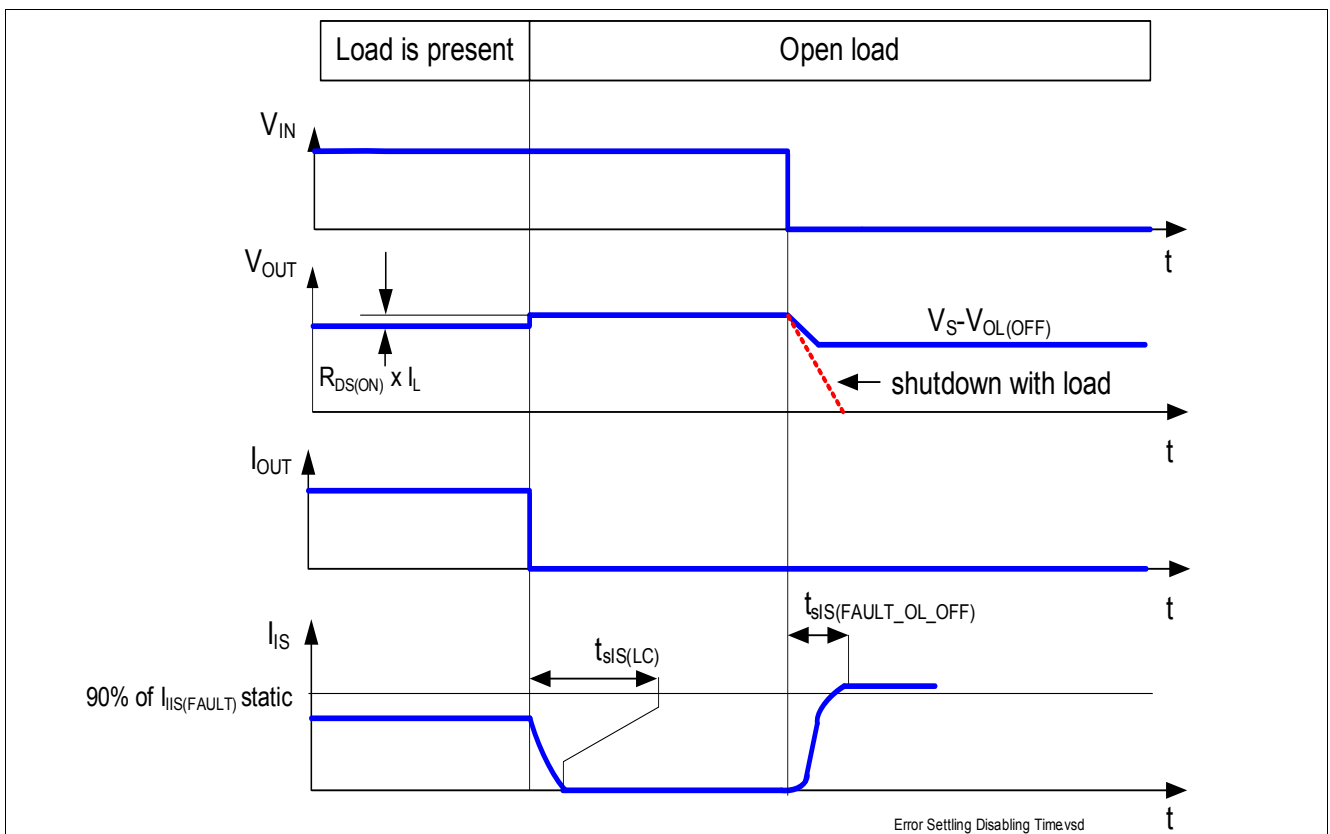 Load is present
Open load
VIN
t
VOUT
RDS(ON) x IL
VS-VOL(OFF)
shutdown with load
t
IOUT
t
IIS
90% of IIIS(FAULT) static
tsIS(LC)
tsIS(FAULT_OL_OFF)
t
Error Settling Disabling Time.vsd